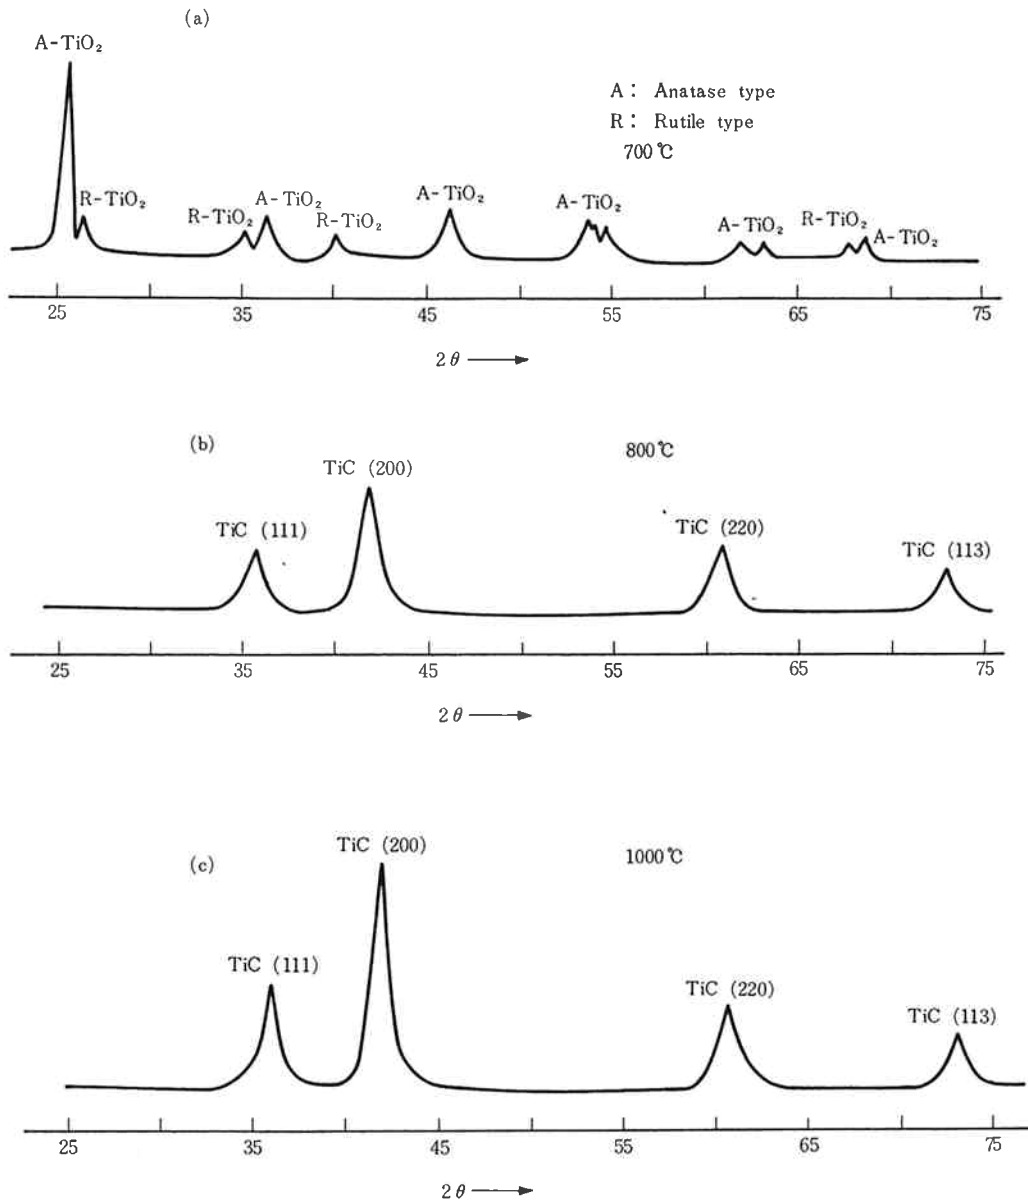 (a)
A-TiO₂
A: Anatase type
R: Rutile type
700℃
R-TiO₂
R-TiO₂
A-TiO₂
R-TiO₂
A-TiO₂
A-TiO₂
A-TiO₂
R-TiO₂
A-TiO₂
25 35 45 55 65 75
2θ
(b)
800℃
TiC (111)
TiC (200)
TiC (220)
TiC (113)
25 35 45 55 65 75
2θ
(c)
1000℃
TiC (111)
TiC (200)
TiC (220)
TiC (113)
25 35 45 55 65 75
2θ